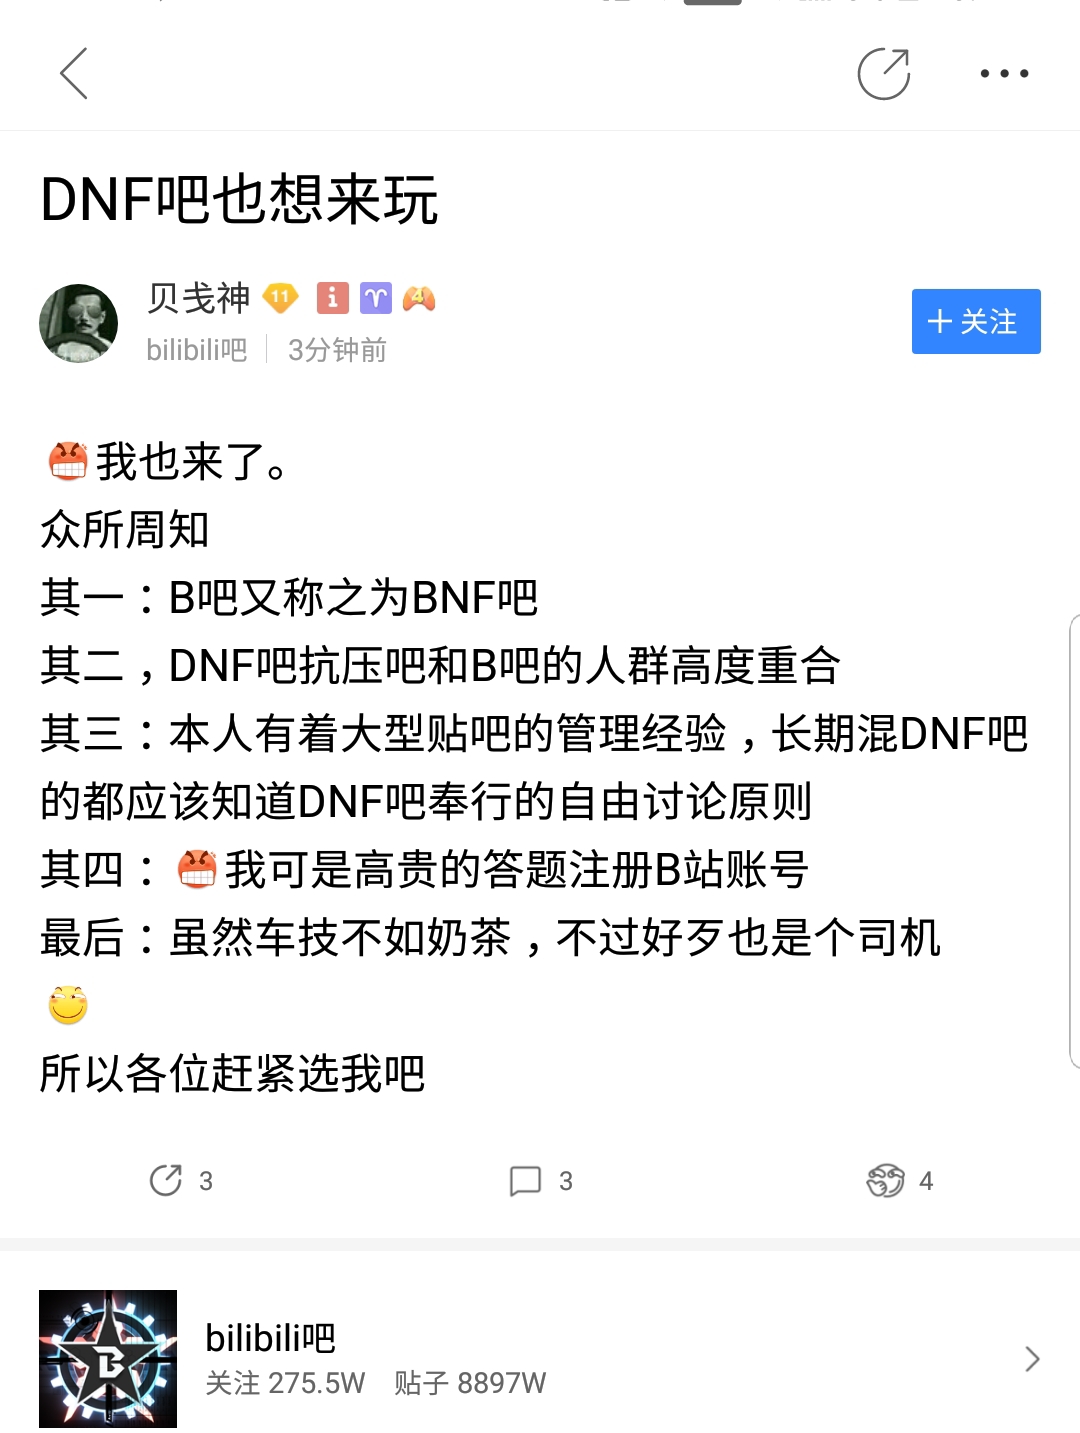 DNF吧也想来玩
贝戋神 11 4
bilibili吧 3分钟前
关注
我也来了。
众所周知
其一：B吧又称之为BNF吧
其二，DNF吧抗压吧和B吧的人群高度重合
其三：本人有着大型贴吧的管理经验，长期混DNF吧
的都应该知道DNF吧奉行的自由讨论原则
其四：我可是高贵的答题注册B站账号
最后：虽然车技不如奶茶，不过好歹也是个司机
所以各位赶紧选我吧
3 3 4
B
bilibili吧
关注 275.5W 贴子 8897W